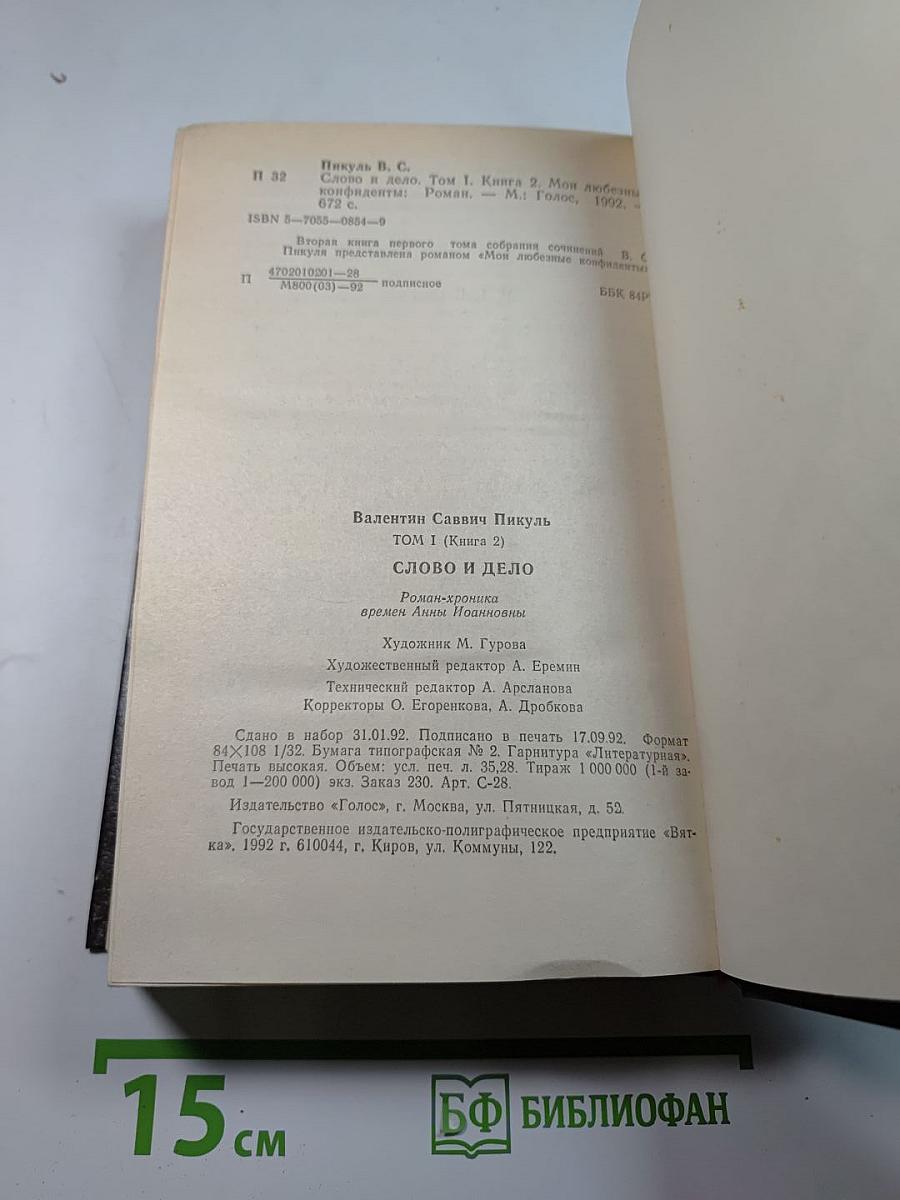 Пикуль В. С.
П 32 Слово и дело. Том I. Книга 2. Мои любезные
конфиденты: Роман. — М.: Голос, 1992. —
672 с.
ISBN 5—7055—0854—9
Вторая книга первого тома собрания сочинений В. С.
Пикуля представлена романом «Мои любезные конфиденты»
П 4702010201—28
М800(03)—92 подписное
ББК 84Р
Валентин Саввич Пикуль
ТОМ I (Книга 2)
СЛОВО И ДЕЛО
Роман-хроника
времен Анны Иоанновны
Художник М. Гурова
Художественный редактор А. Еремин
Технический редактор А. Арсланова
Корректоры О. Егоренкова, А. Дробкова
Сдано в набор 31.01.92. Подписано в печать 17.09.92. Формат
84×108 1/32. Бумага типографская № 2. Гарнитура «Литературная».
Печать высокая. Объем: усл. печ. л. 35,28. Тираж 1 000 000 (1-й за-
вод 1—200 000) экз. Заказ 230. Арт. С-28.
Издательство «Голос», г. Москва, ул. Пятницкая, д. 52.
Государственное издательско-полиграфическое предприятие «Вят-
ка». 1992 г. 610044, г. Киров, ул. Коммуны, 122.
15 см
БФ БИБЛИОФАН